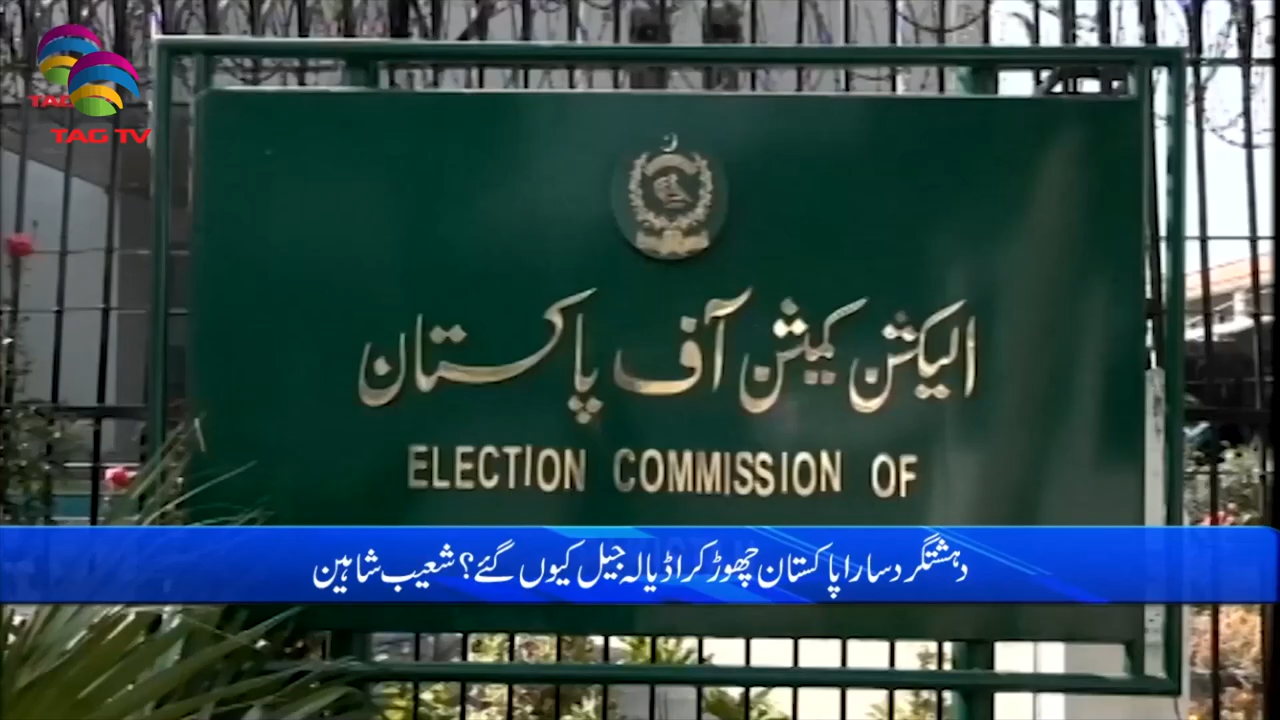 TAG
TAG TV
الیکشن کمیشن آف پاکستان
ELECTION COMMISSION OF
دہشتگرد سارا پاکستان چھوڑ کر اڈیالہ جیل کیوں گئے؟ شعیب شاہین